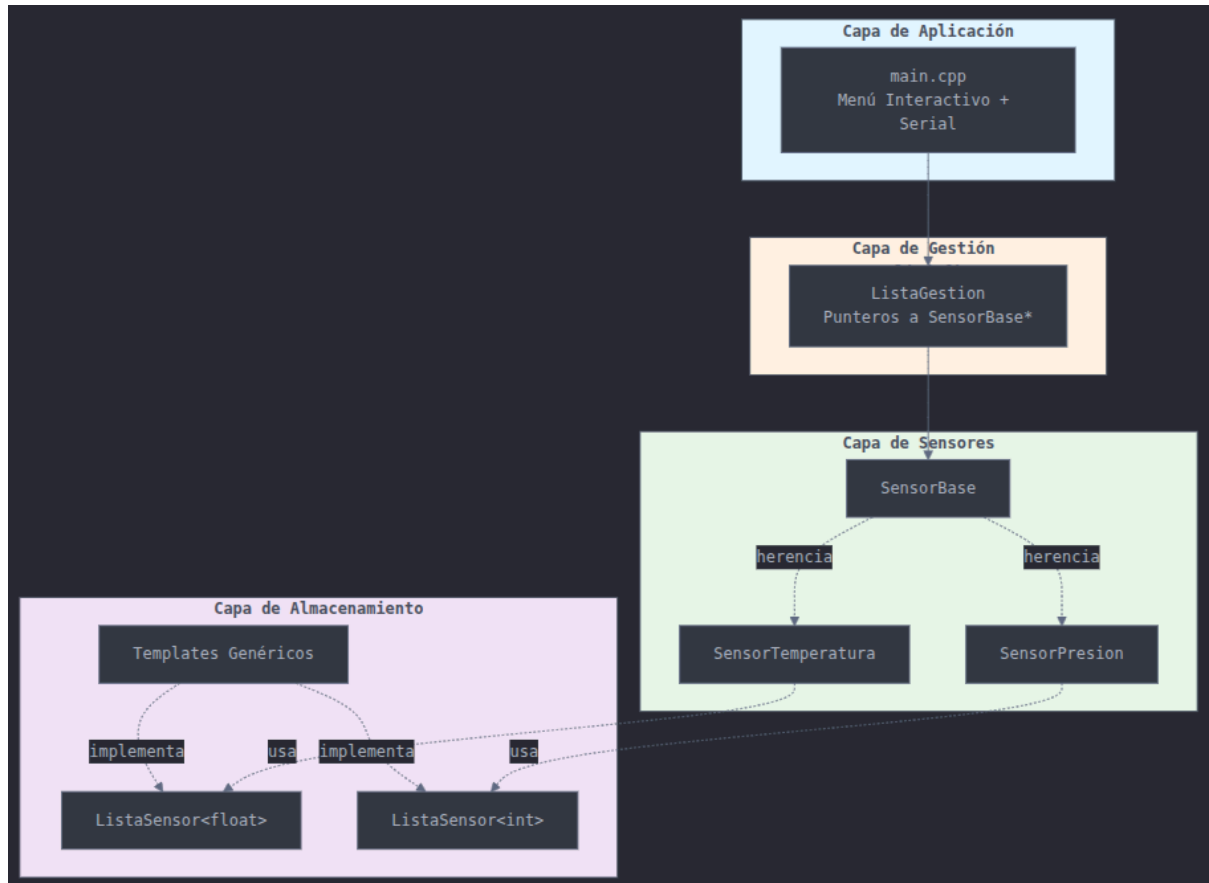 Capa de Aplicación
main.cpp
Menú Interactivo +
Serial
Capa de Gestión
ListaGestion
Punteros a SensorBase*
Capa de Sensores
SensorBase
herencia
herencia
Capa de Almacenamiento
Templates Genéricos
SensorTemperatura
SensorPresion
implementa
usa
implementa
usa
ListaSensor<float>
ListaSensor<int>